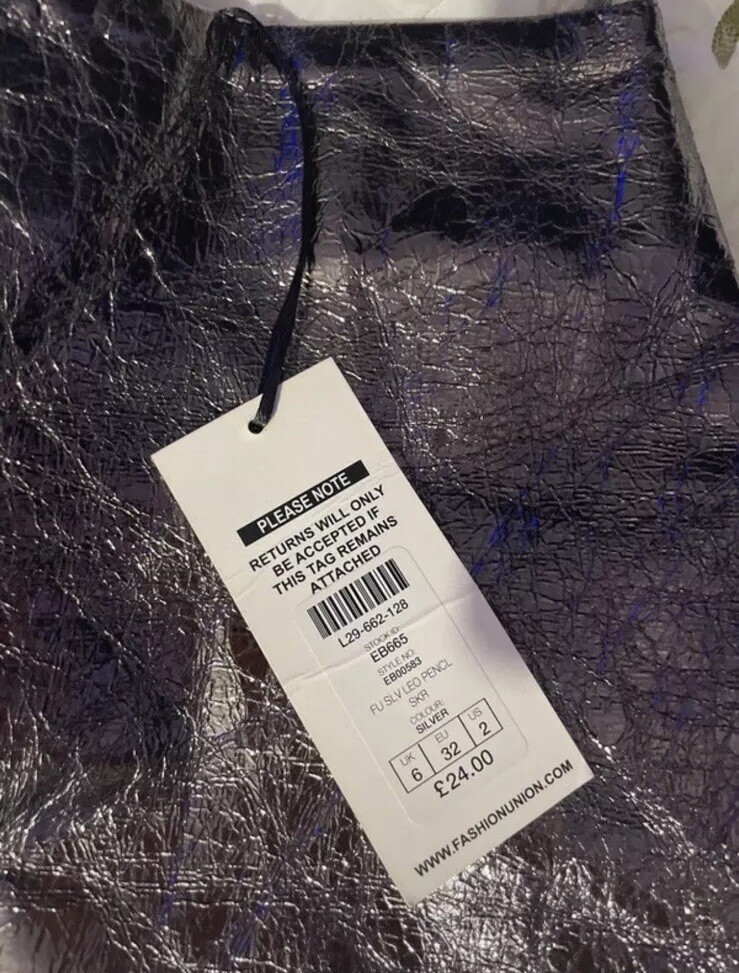 PLEASE NOTE
RETURNS WILL ONLY
BE ACCEPTED IF
THIS TAG REMAINS
ATTACHED
L29-662-128
STOCK ID:
EB665
STYLE NO:
EB00583
FU SLV LEO PENCL
SKR
COLOUR:
SILVER
UK EU US
6 32 2
£24.00
WWW.FASHIONUNION.COM